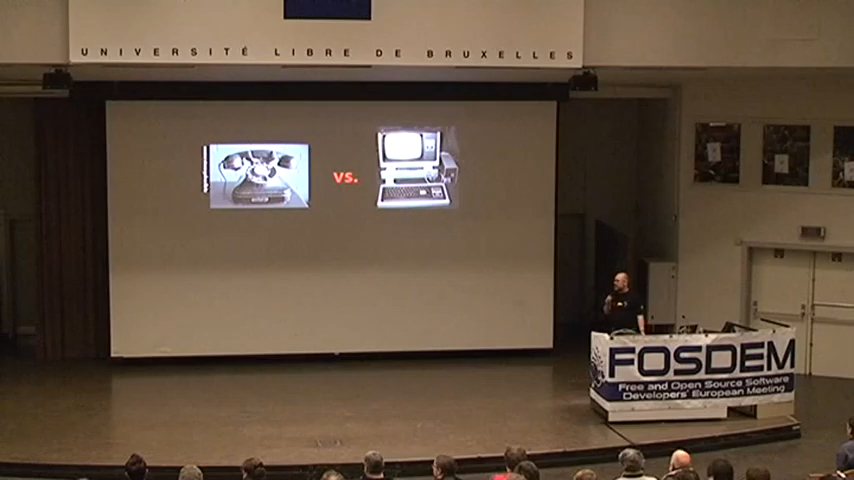 UNIVERSITÉ LIBRE DE BRUXELLES
vs.
FOSDEM
Free and Open Source Software
Developers' European Meeting